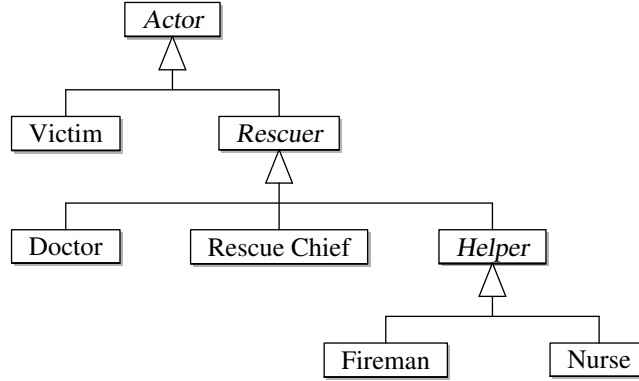 Actor
Victim
Rescuer
Doctor
Rescue Chief
Helper
Fireman
Nurse